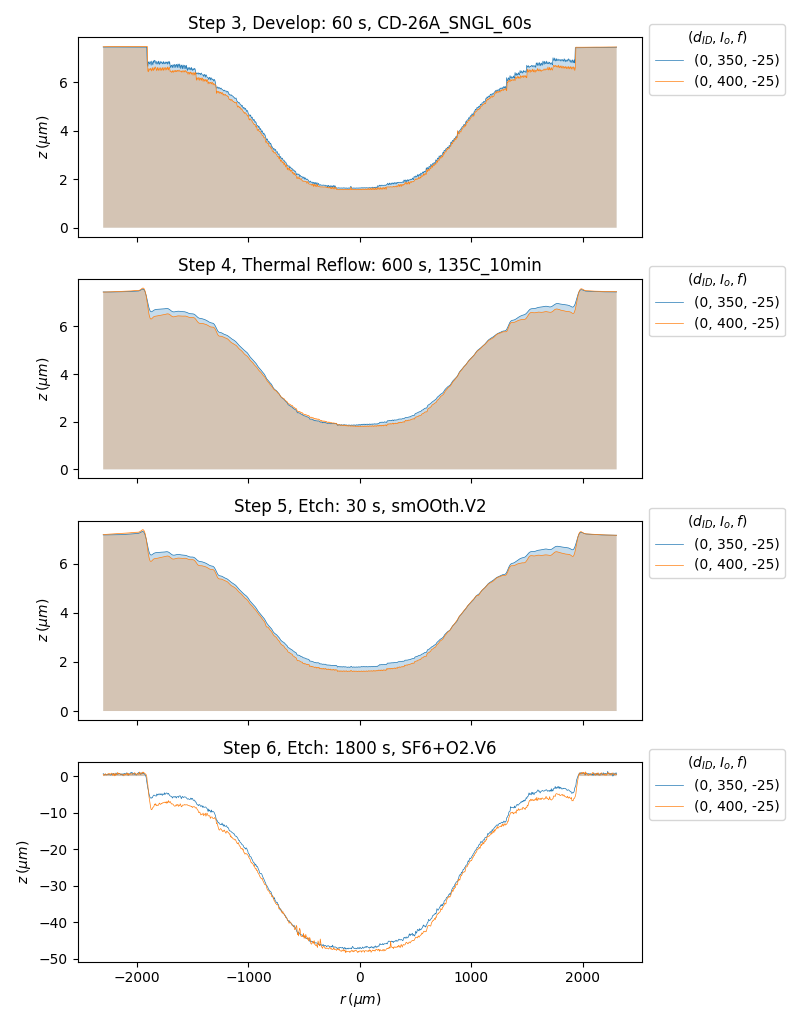 Step 3, Develop: 60 s, CD-26A_SNGL_60s
(d_ID, I_o, f)
(0, 350, -25)
(0, 400, -25)
z (μm)
6
4
2
0
Step 4, Thermal Reflow: 600 s, 135C_10min
(d_ID, I_o, f)
(0, 350, -25)
(0, 400, -25)
z (μm)
6
4
2
0
Step 5, Etch: 30 s, smOOth.V2
(d_ID, I_o, f)
(0, 350, -25)
(0, 400, -25)
z (μm)
6
4
2
0
Step 6, Etch: 1800 s, SF6+O2.V6
(d_ID, I_o, f)
(0, 350, -25)
(0, 400, -25)
z (μm)
0
−10
−20
−30
−40
−50
−2000 −1000 0 1000 2000
r (μm)